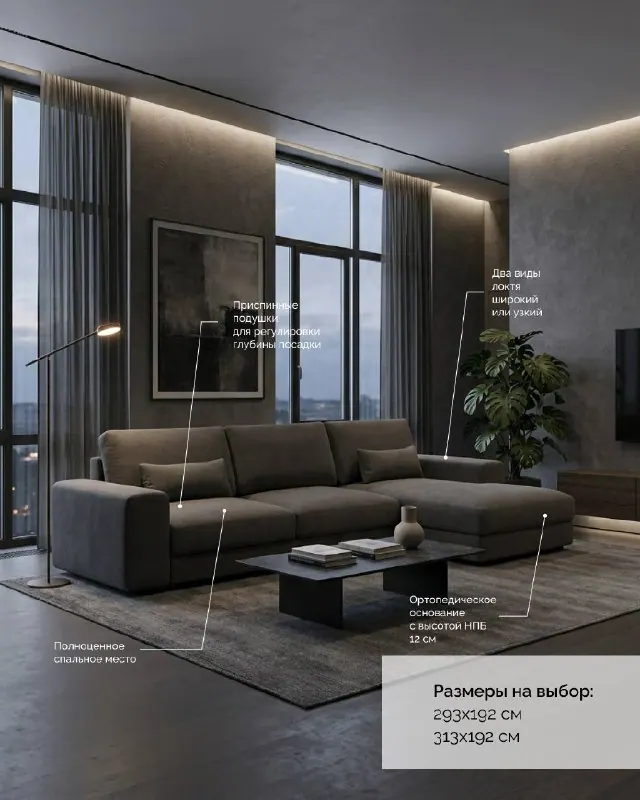 Два виды
локтя
широкий
или узкий
Приспинные
подушки
для регулировки
глубины посадки
Ортопедическое
основание
с высотой НПБ
12 см
Полноценное
спальное место
Размеры на выбор:
293х192 см
313х192 см